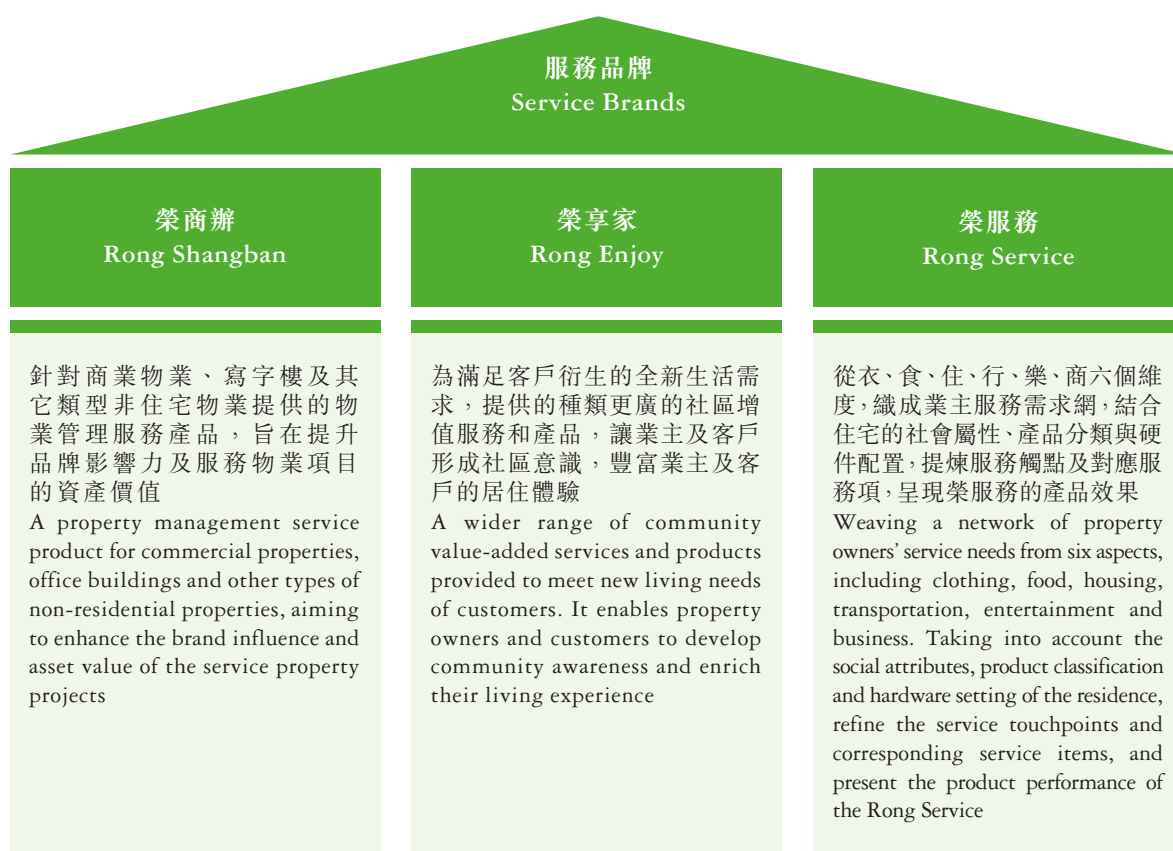 服務品牌
Service Brands
榮商辦
Rong Shangban
針對商業物業、寫字樓及其
它類型非住宅物業提供的物
業管理服務產品，旨在提升
品牌影響力及服務物業項目
的資產價值
A property management service
product for commercial properties,
office buildings and other types of
non-residential properties, aiming
to enhance the brand influence and
asset value of the service property
projects
榮享家
Rong Enjoy
為滿足客戶衍生的全新生活需
求，提供的種類更廣的社區增
值服務和產品，讓業主及客戶
形成社區意識，豐富業主及客
戶的居住體驗
A wider range of community
value-added services and products
provided to meet new living needs
of customers. It enables property
owners and customers to develop
community awareness and enrich
their living experience
榮服務
Rong Service
從衣、食、住、行、樂、商六個維
度，織成業主服務需求網，結合
住宅的社會屬性、產品分類與硬
件配置，提煉服務觸點及對應服
務項，呈現榮服務的產品效果
Weaving a network of property
owners’ service needs from six aspects,
including clothing, food, housing,
transportation, entertainment and
business. Taking into account the
social attributes, product classification
and hardware setting of the residence,
refine the service touchpoints and
corresponding service items, and
present the product performance of
the Rong Service